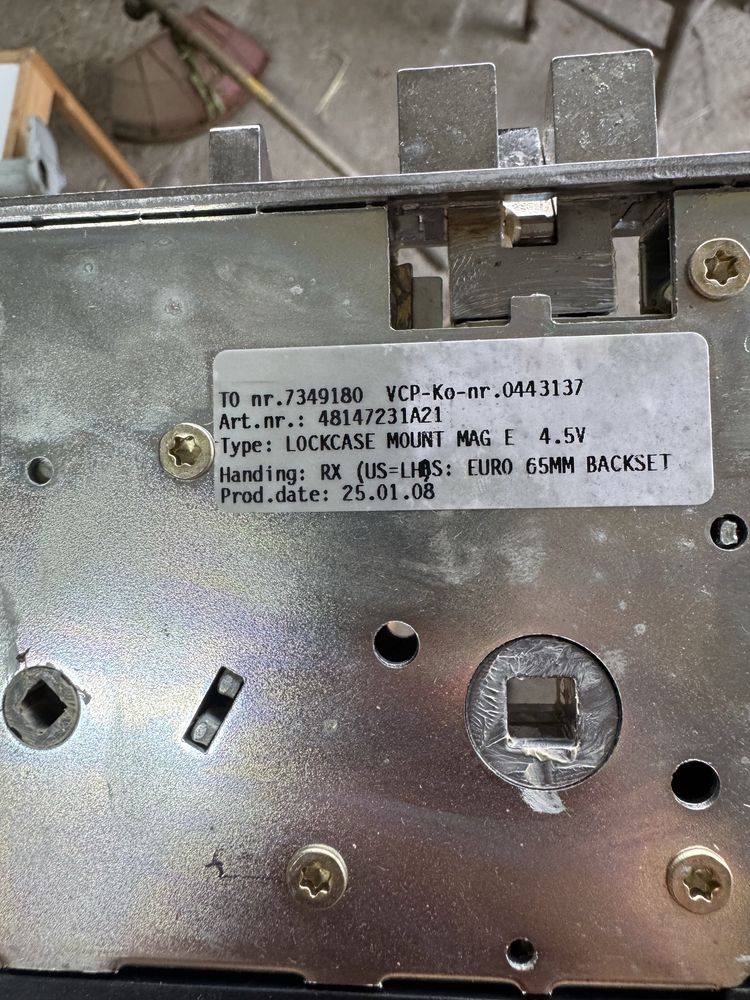 TO nr.7349180 VCP-Ko-nr.0443137
Art.nr.: 48147231A21
Type: LOCKCASE MOUNT MAG E 4.5V
Handing: RX (US=LH S: EURO 65MM BACKSET
Prod.date: 25.01.08